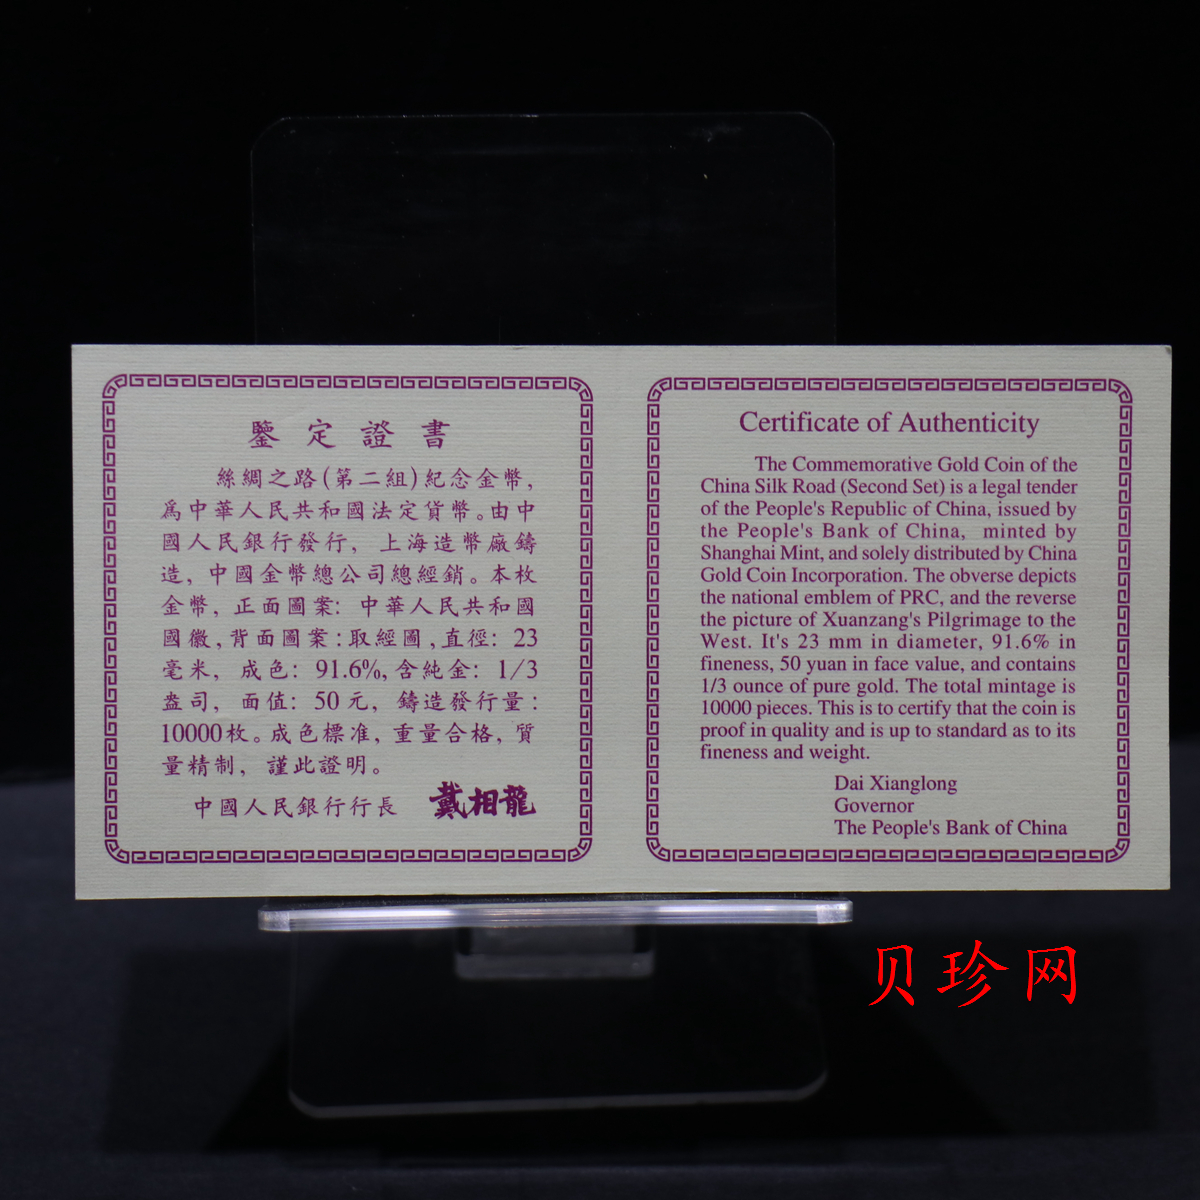 鑒定證書
絲綢之路(第二組)紀念金幣,
爲中華人民共和國法定貨幣。由中
國人民銀行發行, 上海造幣廠鑄
造, 中國金幣總公司總經銷。本枚
金幣, 正面圖案: 中華人民共和國
國徽, 背面圖案: 取經圖, 直徑: 23
毫米, 成色: 91.6%, 含純金: 1/3
盎司, 面值: 50元, 鑄造發行量:
10000枚。成色標准, 重量合格, 質
量精制, 謹此證明。
中國人民銀行行長 戴相龍
Certificate of Authenticity
The Commemorative Gold Coin of the
China Silk Road (Second Set) is a legal tender
of the People's Republic of China, issued by
the People's Bank of China, minted by
Shanghai Mint, and solely distributed by China
Gold Coin Incorporation. The obverse depicts
the national emblem of PRC, and the reverse
the picture of Xuanzang's Pilgrimage to the
West. It's 23 mm in diameter, 91.6% in
fineness, 50 yuan in face value, and contains
1/3 ounce of pure gold. The total mintage is
10000 pieces. This is to certify that the coin is
proof in quality and is up to standard as to its
fineness and weight.
Dai Xianglong
Governor
The People's Bank of China
贝珍网